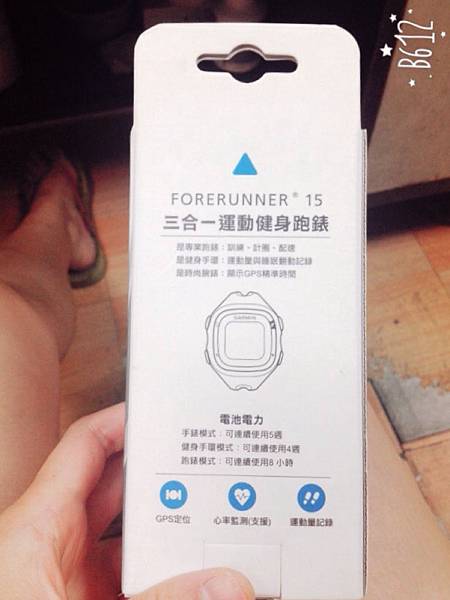 B612
FORERUNNER® 15
三合一運動健身跑錶
是專業跑錶：訓練、計圈、配速
是健身手環：運動量與睡眠翻動記錄
是時尚腕錶：顯示GPS精準時間
GARMIN
電池電力
手錶模式：可連續使用5週
健身手環模式：可連續使用4週
跑錶模式：可連續使用8 小時
GPS定位 心率監測(支援) 運動量記錄